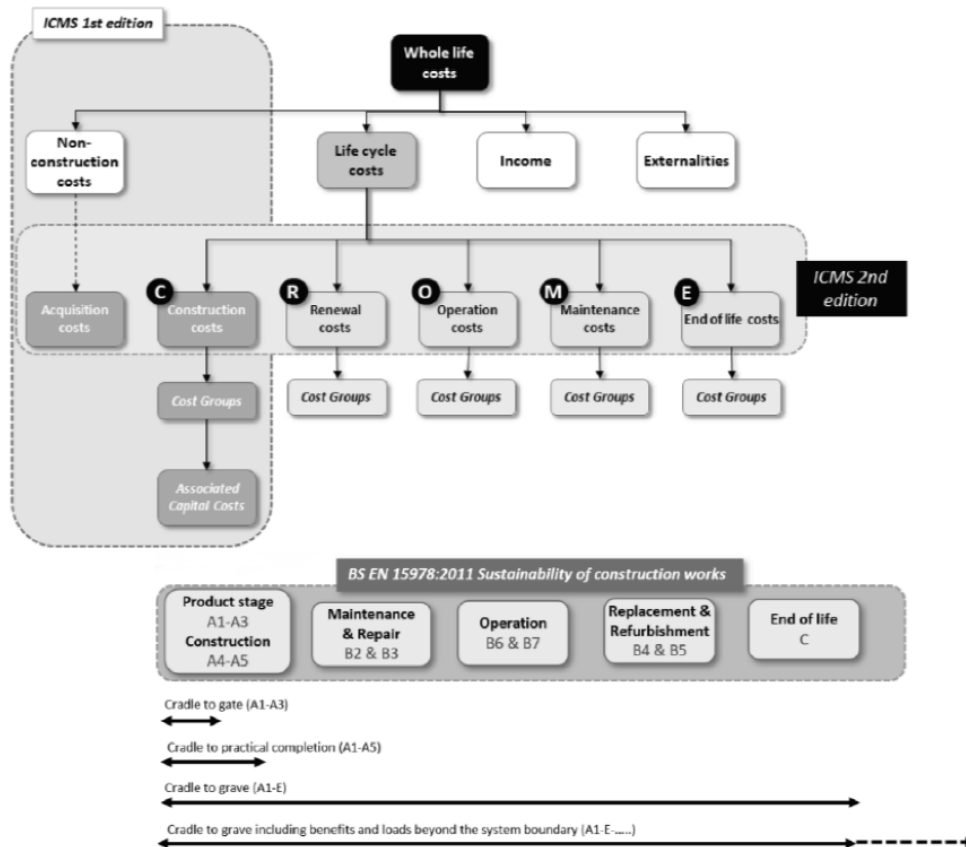 ICMS 1st edition
Whole life
costs
Non-
construction
costs
Life cycle
costs
Income
Externalities
ICMS 2nd
edition
Acquisition
costs
C
Construction
costs
R
Renewal
costs
O
Operation
costs
M
Maintenance
costs
E
End of life costs
Cost Groups
Cost Groups
Cost Groups
Cost Groups
Cost Groups
Associated
Capital Costs
BS EN 15978:2011 Sustainability of construction works
Product stage
A1-A3
Construction
A4-A5
Maintenance
& Repair
B2 & B3
Operation
B6 & B7
Replacement &
Refurbishment
B4 & B5
End of life
C
Cradle to gate (A1-A3)
Cradle to practical completion (A1-A5)
Cradle to grave (A1-E)
Cradle to grave including benefits and loads beyond the system boundary (A1-E-.....)